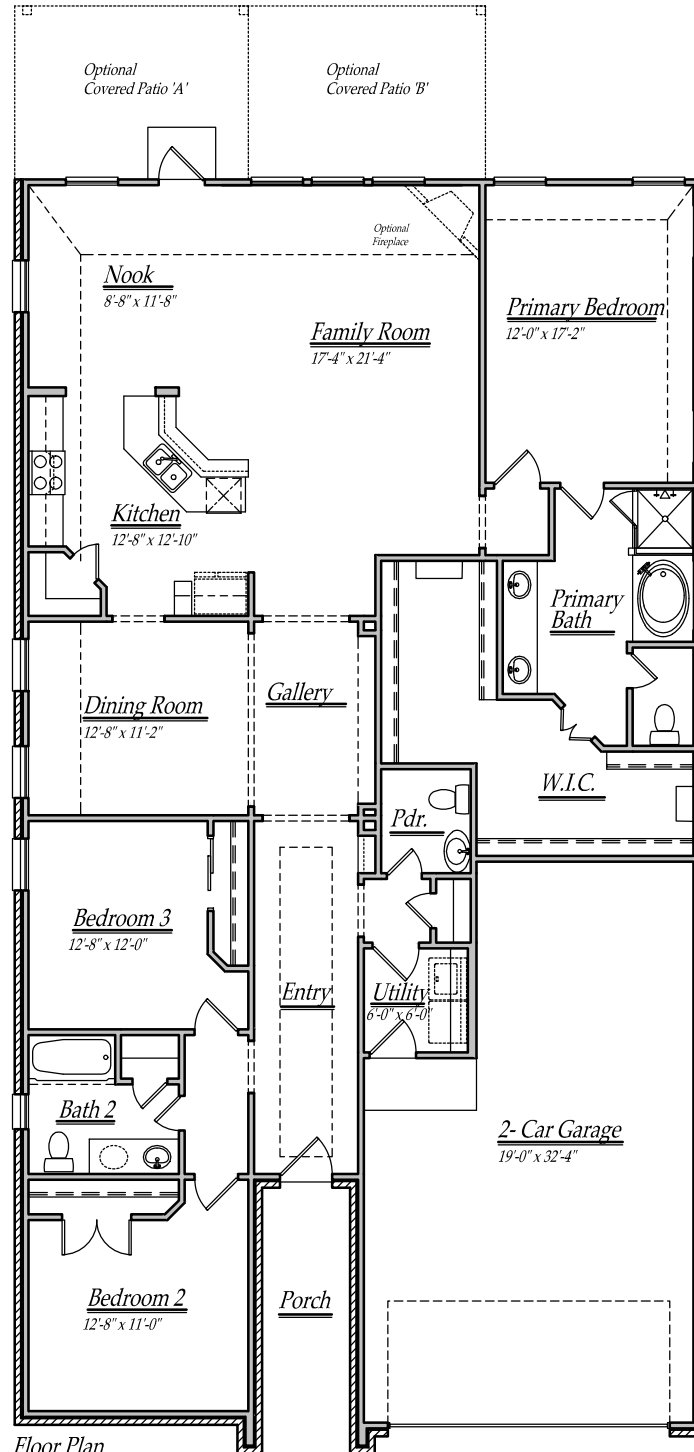 Optional
Covered Patio 'A'
Optional
Covered Patio 'B'
Optional
Fireplace
Nook
8'-8" x 11'-8"
Family Room
17'-4" x 21'-4"
Primary Bedroom
12'-0" x 17'-2"
Kitchen
12'-8" x 12'-10"
Primary
Bath
Dining Room
12'-8" x 11'-2"
Gallery
W.I.C.
Pdr.
Bedroom 3
12'-8" x 12'-0"
Entry
Utility
6'-0" x 6'-0"
Bath 2
2- Car Garage
19'-0" x 32'-4"
Bedroom 2
12'-8" x 11'-0"
Porch
Floor Plan